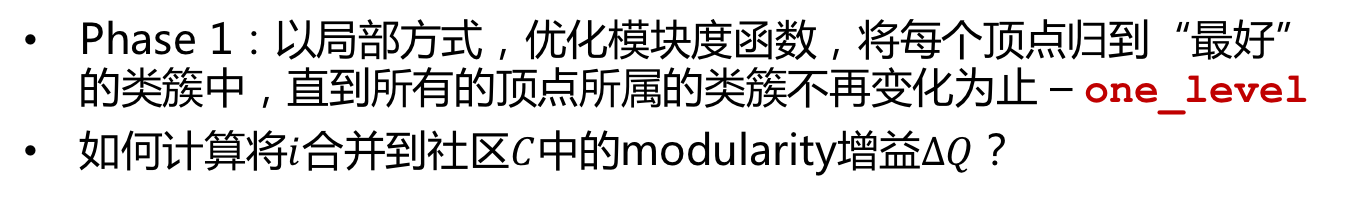 • Phase 1：以局部方式，优化模块度函数，将每个顶点归到“最好”
的类簇中，直到所有的顶点所属的类簇不再变化为止 – one_level
• 如何计算将𝑖合并到社区𝐶中的modularity增益Δ𝑄？